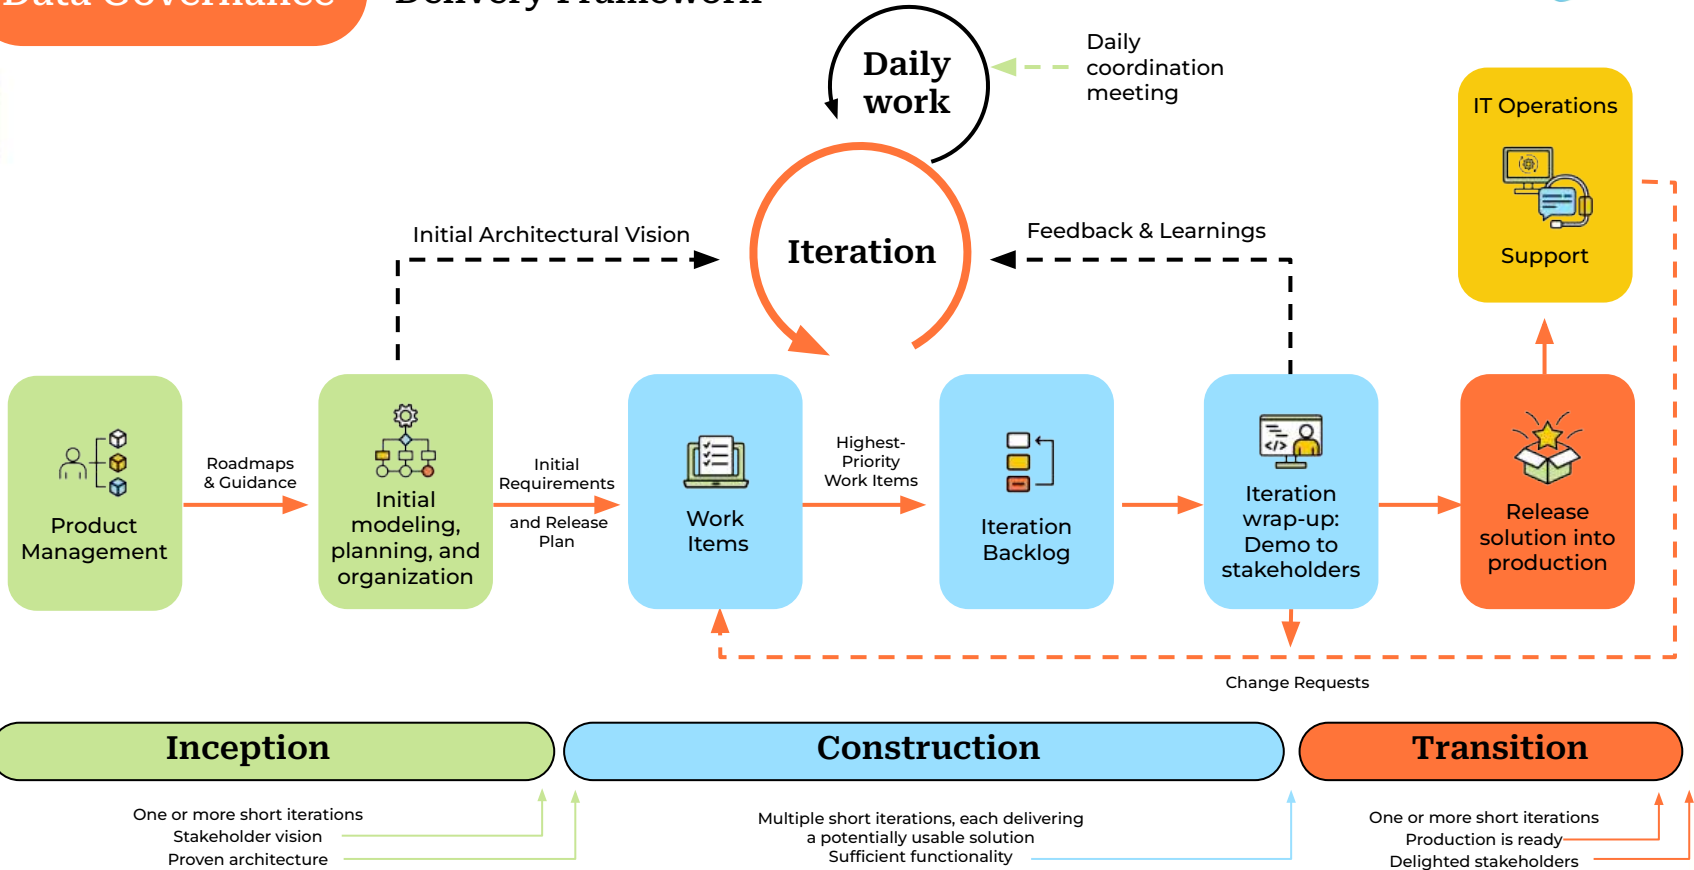 Data Governance
Delivery Framework
Daily
work
Daily
coordination
meeting
IT Operations
Support
Initial Architectural Vision
Iteration
Feedback & Learnings
Product
Management
Roadmaps
& Guidance
Initial
modeling,
planning, and
organization
Initial
Requirements
and Release
Plan
Work
Items
Highest-
Priority
Work Items
Iteration
Backlog
</>
Iteration
wrap-up:
Demo to
stakeholders
Release
solution into
production
Change Requests
Inception
Construction
Transition
One or more short iterations
Stakeholder vision
Proven architecture
Multiple short iterations, each delivering
a potentially usable solution
Sufficient functionality
One or more short iterations
Production is ready
Delighted stakeholders